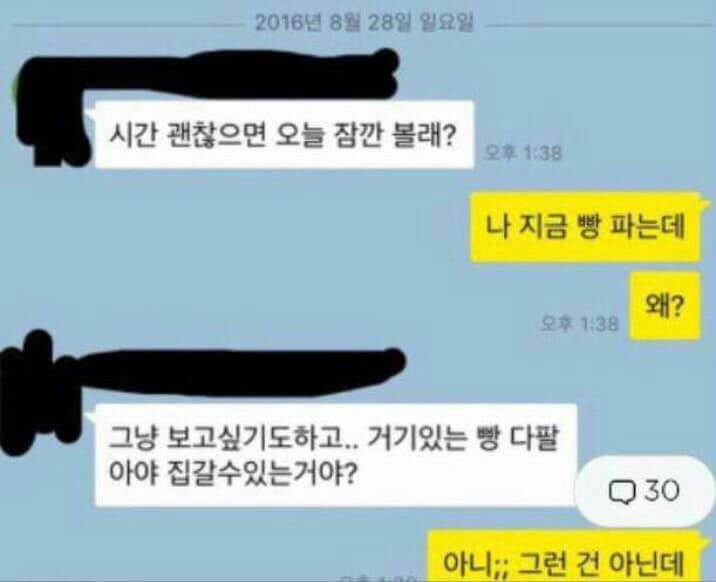 2016년 8월 28일 일요일
시간 괜찮으면 오늘 잠깐 볼래?
오후 1:38
나 지금 빵 파는데
왜?
오후 1:38
그냥 보고싶기도하고.. 거기있는 빵 다팔
아야 집갈수있는거야?
30
아니;; 그런 건 아닌데